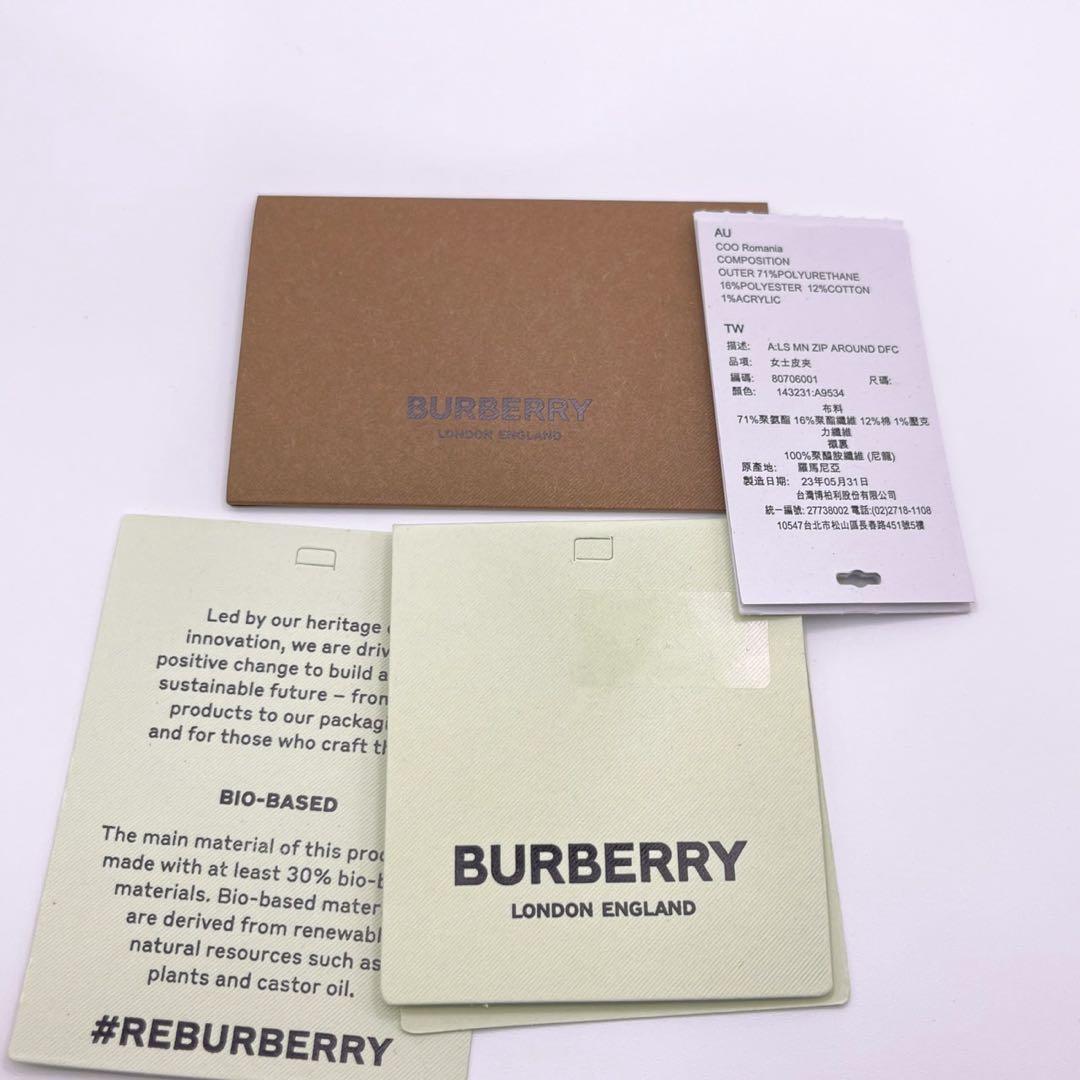 BURBERRY
LONDON ENGLAND
AU
COO Romania
COMPOSITION
OUTER 71%POLYURETHANE
16%POLYESTER 12%COTTON
1%ACRYLIC
TW
描述: A:LS MN ZIP AROUND DFC
品項: 女士皮夾
編碼: 80706001 尺碼:
顏色: 143231:A9534
布料
71%聚氨酯 16%聚酯纖維 12%棉 1%壓克
力纖維
襯裏
100%聚醯胺纖維 (尼龍)
原產地: 羅馬尼亞
製造日期: 23年05月31日
台灣博柏利股份有限公司
統一編號: 27738002 電話:(02)2718-1108
10547台北市松山區長春路451號5樓
Led by our heritage
innovation, we are driv
positive change to build a
sustainable future – from
products to our packagi
and for those who craft th
BIO-BASED
The main material of this prod
made with at least 30% bio-b
materials. Bio-based mater
are derived from renewabl
natural resources such as
plants and castor oil.
#REBURBERRY
BURBERRY
LONDON ENGLAND